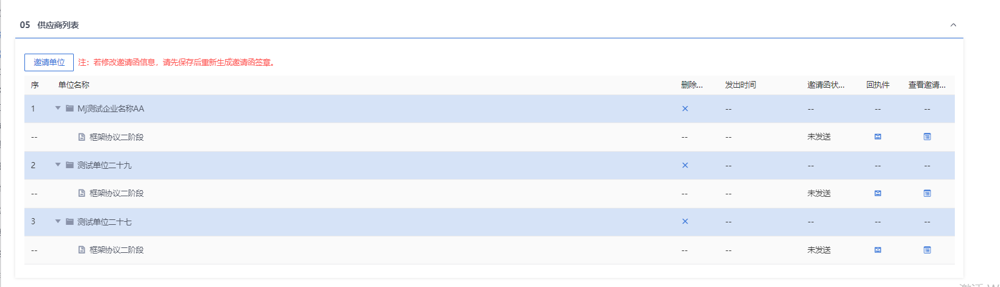 05 供应商列表
邀请单位 注：若修改邀请函信息，请先保存后重新生成邀请函签章。
序 单位名称 删除... 发出时间 邀请函状... 回执件 查看邀请...
1 Mj测试企业名称AA -- -- -- --
-- 框架协议二阶段 -- -- 未发送
2 测试单位二十九 -- -- -- --
-- 框架协议二阶段 -- -- 未发送
3 测试单位二十七 -- -- -- --
-- 框架协议二阶段 -- -- 未发送